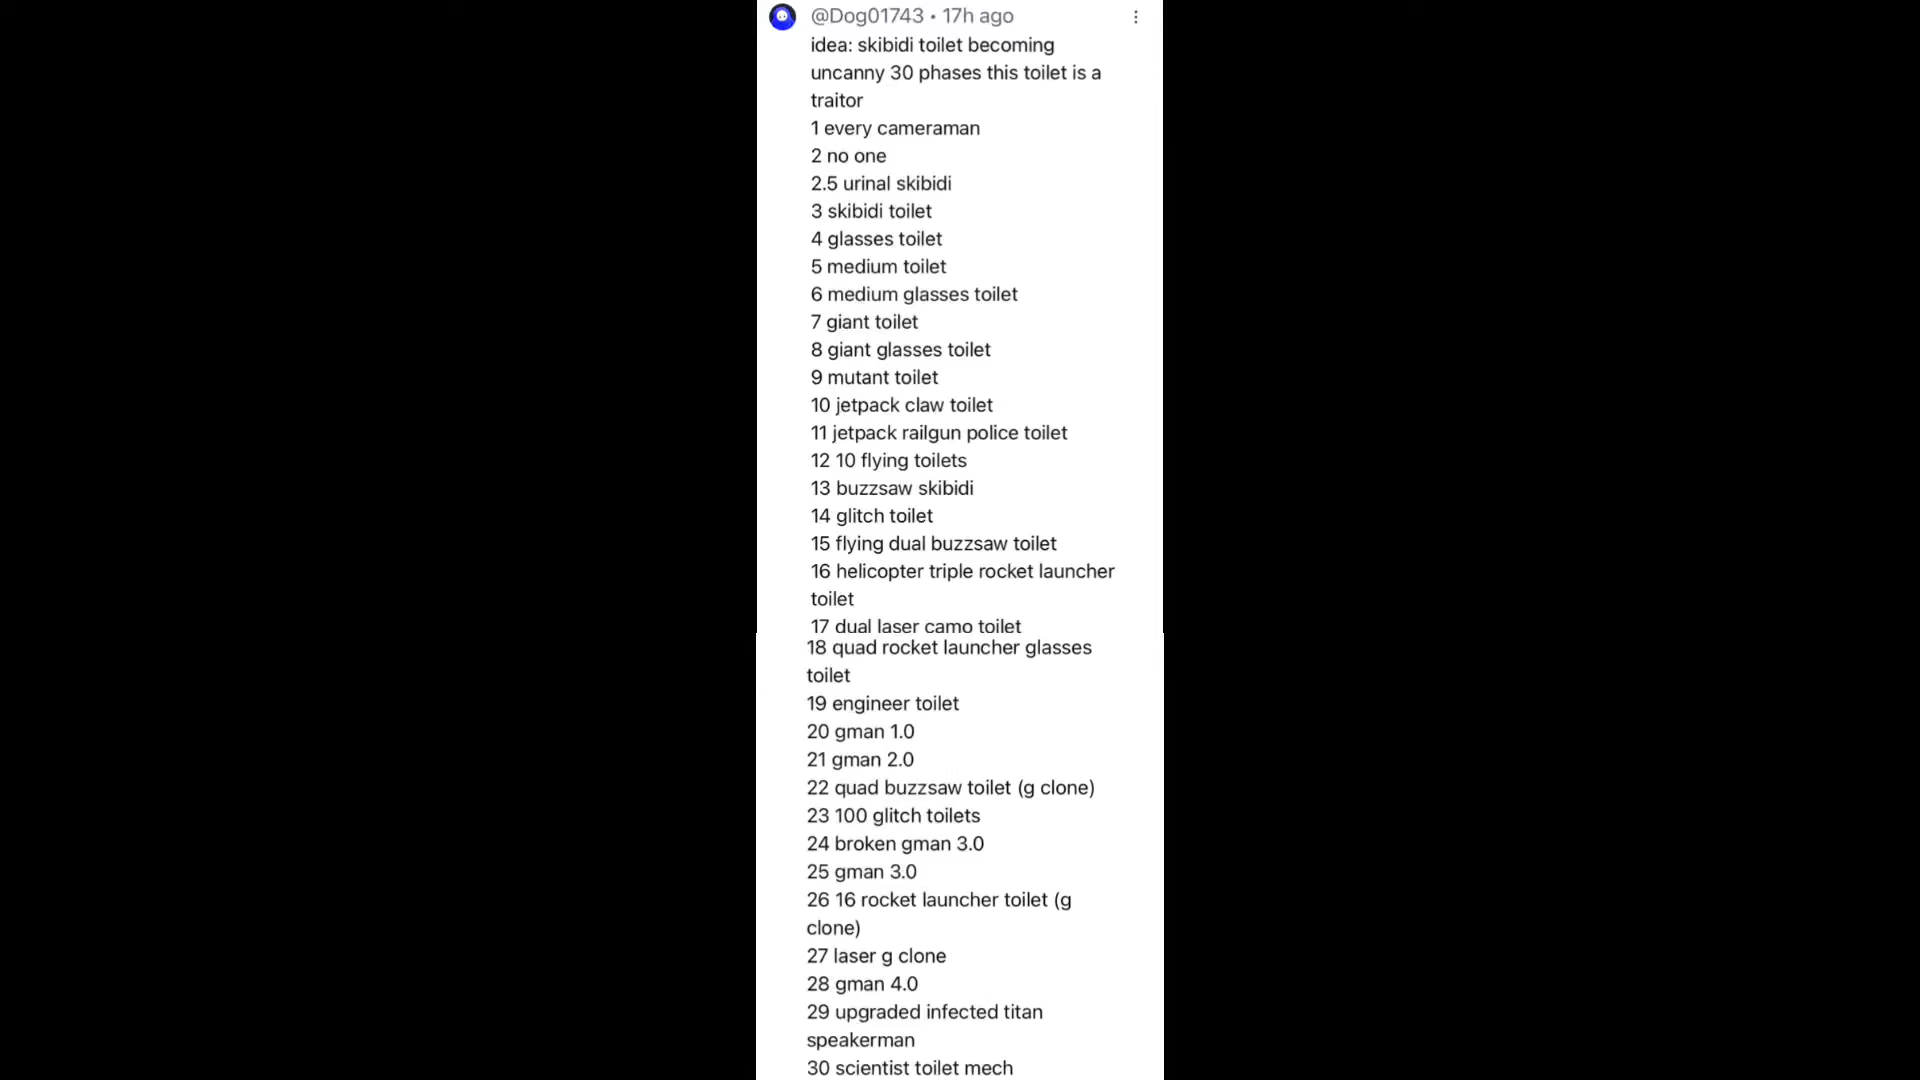 @Dog01743 • 17h ago
idea: skibidi toilet becoming
uncanny 30 phases this toilet is a
traitor
1 every cameraman
2 no one
2.5 urinal skibidi
3 skibidi toilet
4 glasses toilet
5 medium toilet
6 medium glasses toilet
7 giant toilet
8 giant glasses toilet
9 mutant toilet
10 jetpack claw toilet
11 jetpack railgun police toilet
12 10 flying toilets
13 buzzsaw skibidi
14 glitch toilet
15 flying dual buzzsaw toilet
16 helicopter triple rocket launcher
toilet
17 dual laser camo toilet
18 quad rocket launcher glasses
toilet
19 engineer toilet
20 gman 1.0
21 gman 2.0
22 quad buzzsaw toilet (g clone)
23 100 glitch toilets
24 broken gman 3.0
25 gman 3.0
26 16 rocket launcher toilet (g
clone)
27 laser g clone
28 gman 4.0
29 upgraded infected titan
speakerman
30 scientist toilet mech